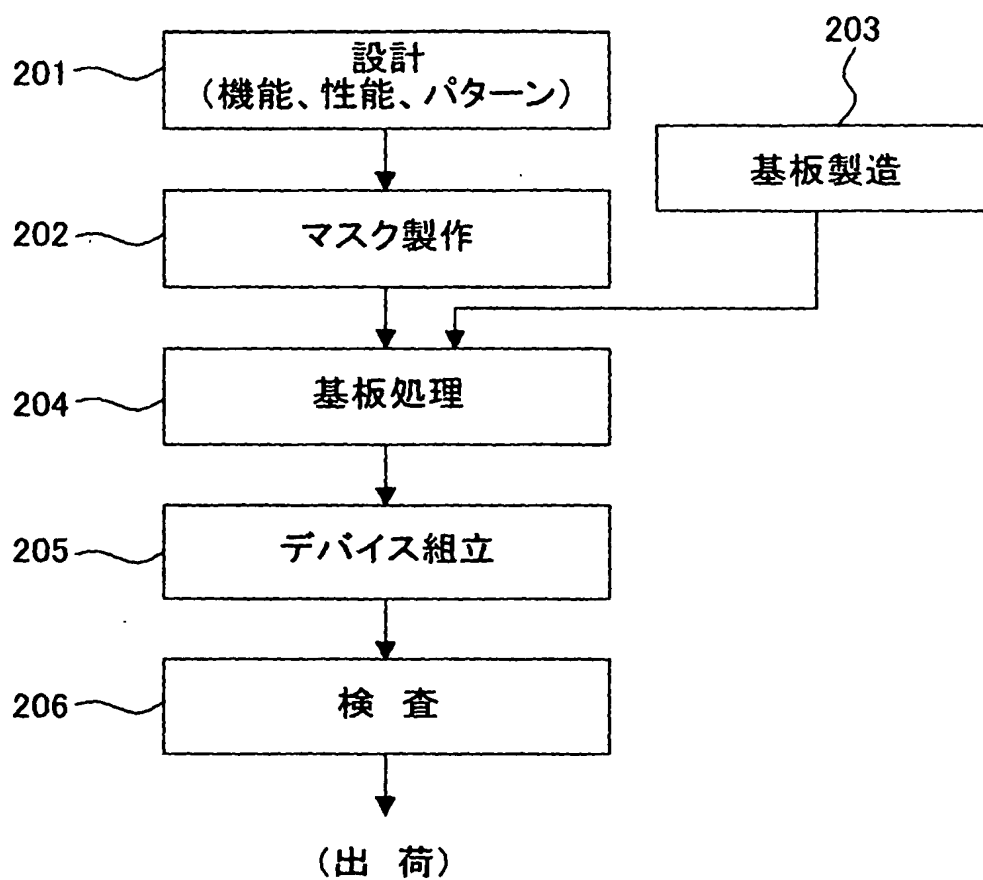 201
設計
(機能、性能、パターン)
203
基板製造
202
マスク製作
204
基板処理
205
デバイス組立
206
検 査
(出 荷)